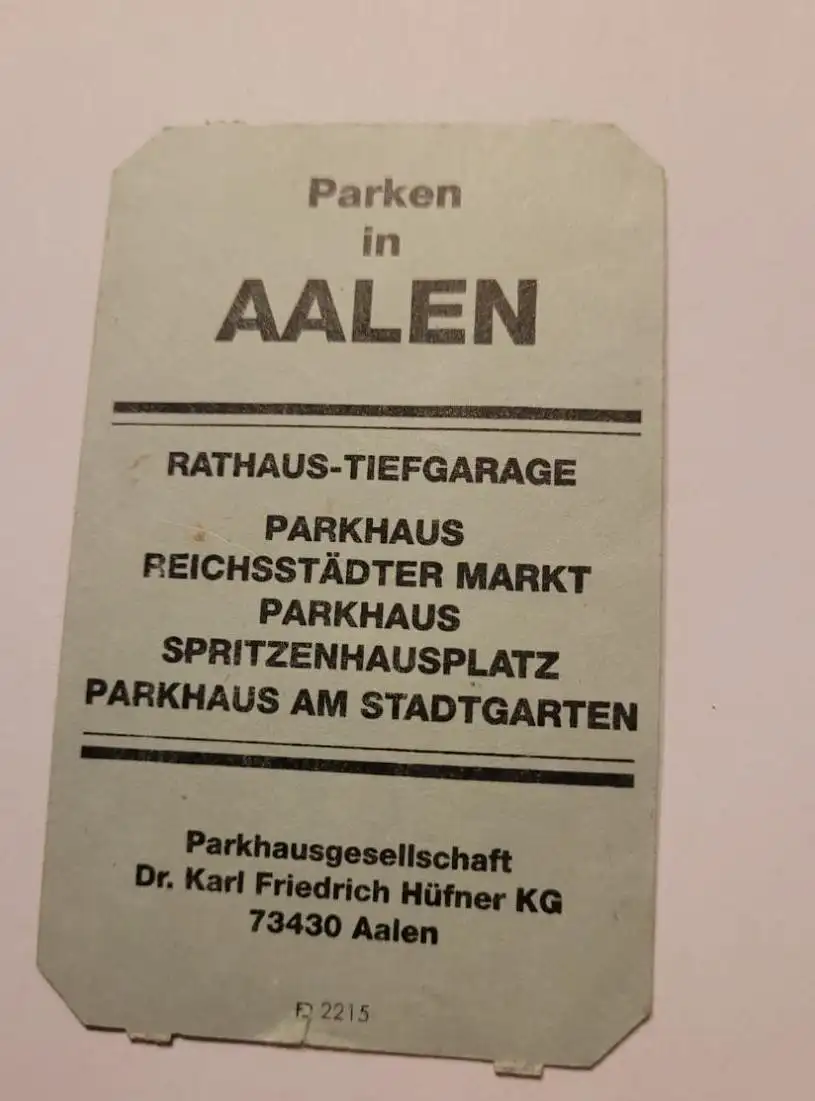 Parken
in
AALEN
RATHAUS-TIEFGARAGE
PARKHAUS
REICHSSTÄDTER MARKT
PARKHAUS
SPRITZENHAUSPLATZ
PARKHAUS AM STADTGARTEN
Parkhausgesellschaft
Dr. Karl Friedrich Hüfner KG
73430 Aalen
2215